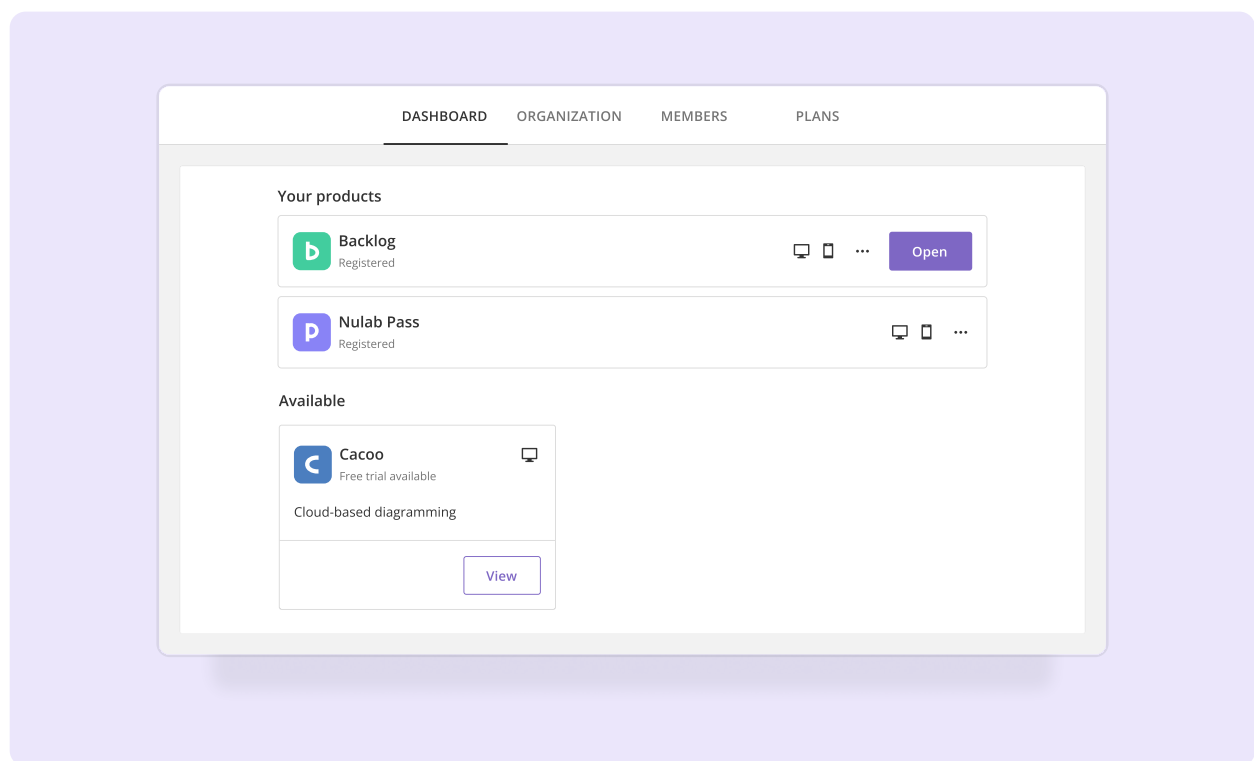 DASHBOARD ORGANIZATION MEMBERS PLANS
Your products
b
Backlog
Registered
Open
p
Nulab Pass
Registered
Available
C
Cacoo
Free trial available
Cloud-based diagramming
View